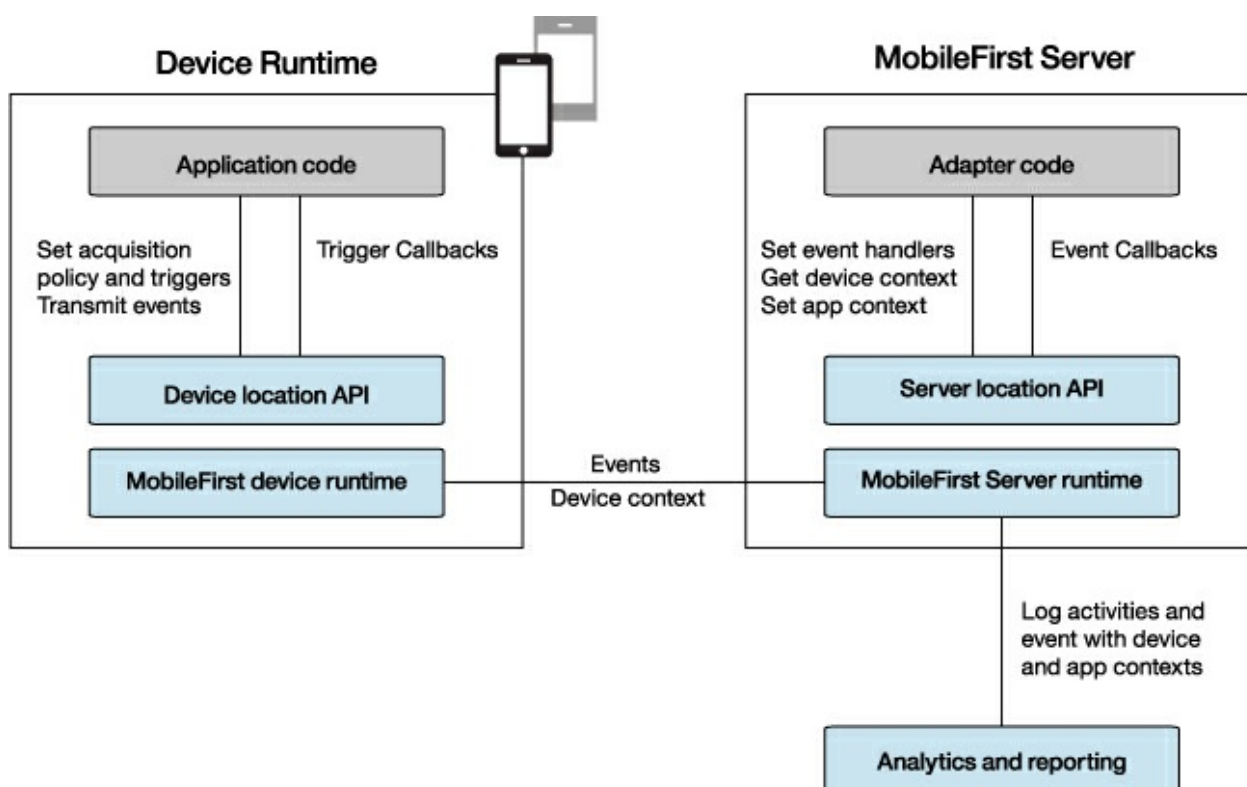 Device Runtime
Application code
Set acquisition
policy and triggers
Transmit events
Trigger Callbacks
Device location API
MobileFirst device runtime
Events
Device context
MobileFirst Server
Adapter code
Set event handlers
Get device context
Set app context
Event Callbacks
Server location API
MobileFirst Server runtime
Log activities and
event with device
and app contexts
Analytics and reporting